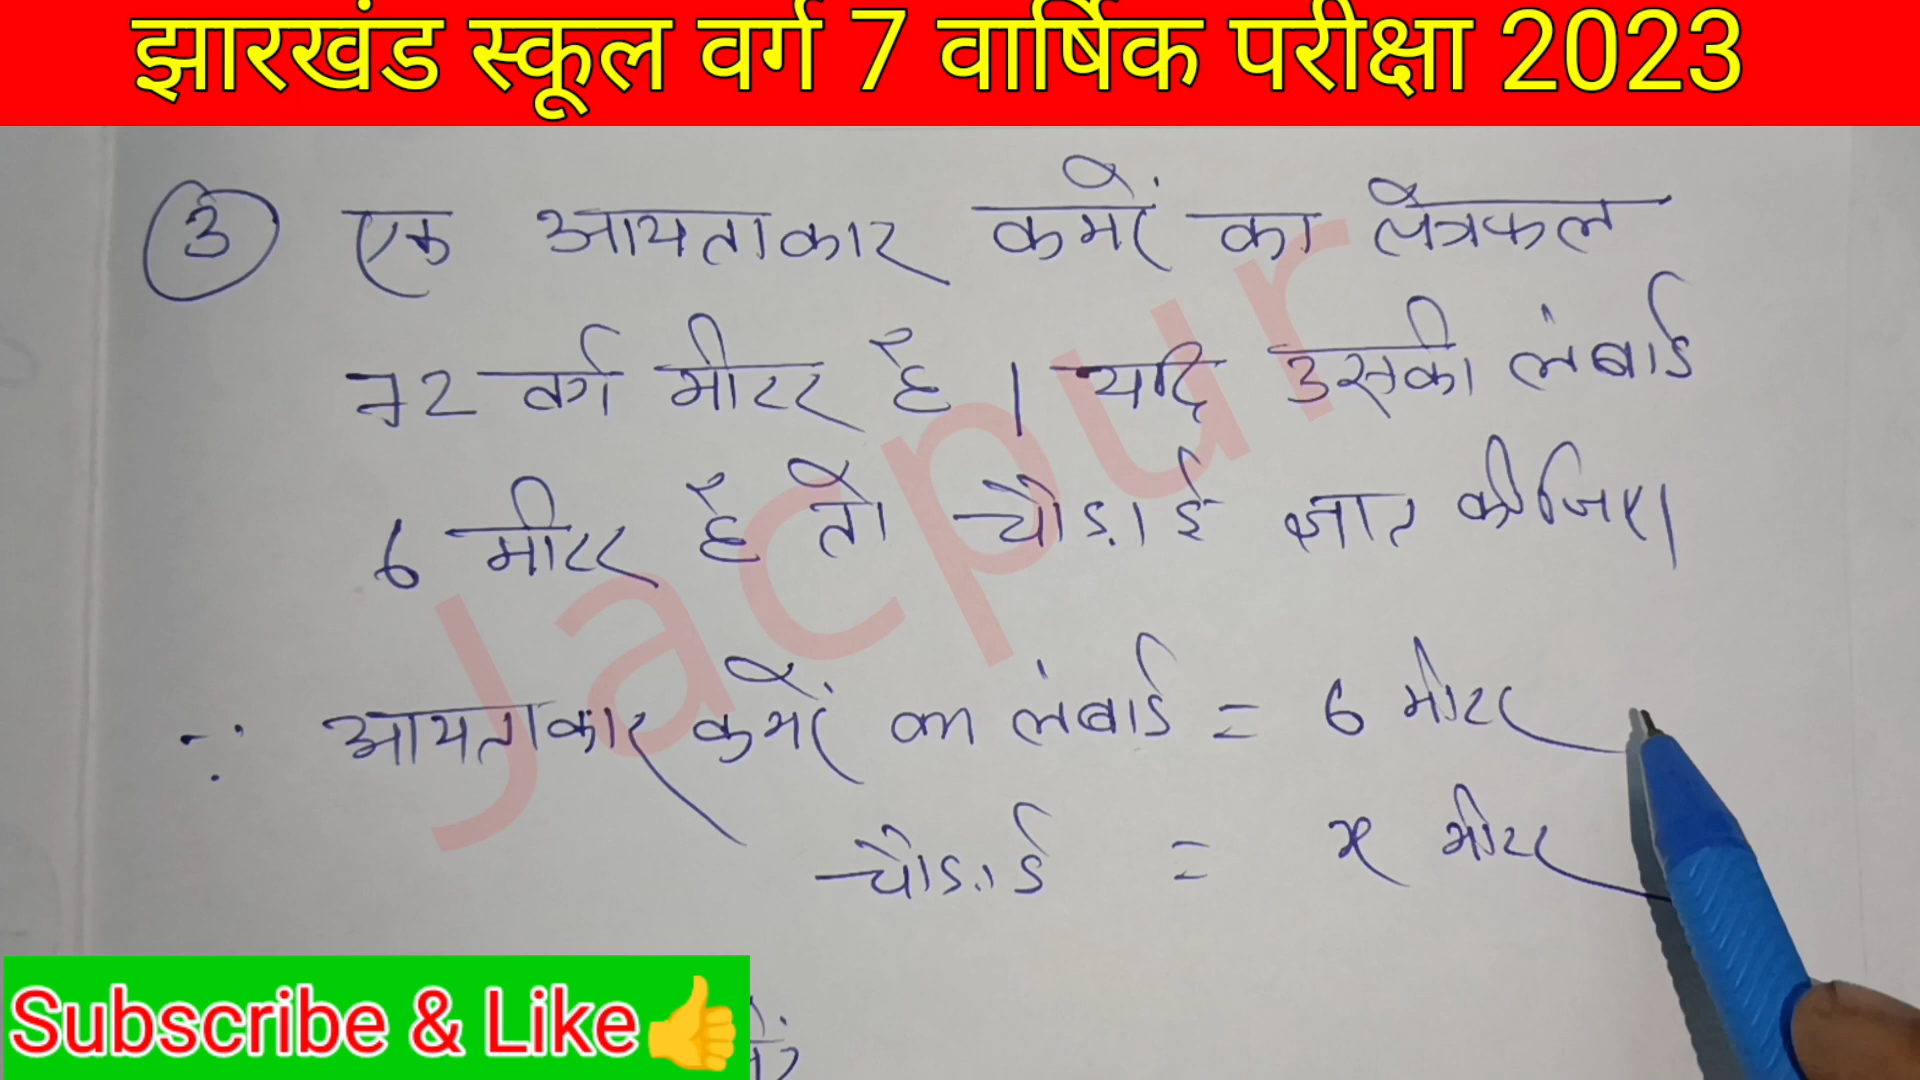 झारखंड स्कूल वर्ग 7 वार्षिक परीक्षा 2023
3 एक आयताकार कमरें का क्षेत्रफल
72 वर्ग मीटर है। यदि उसकी लंबाई
6 मीटर है तो चौड़ाई ज्ञात कीजिए।
∵ आयताकार कमरें का लंबाई = 6 मीटर
चौड़ाई = x मीटर
Jacpur
Subscribe & Like